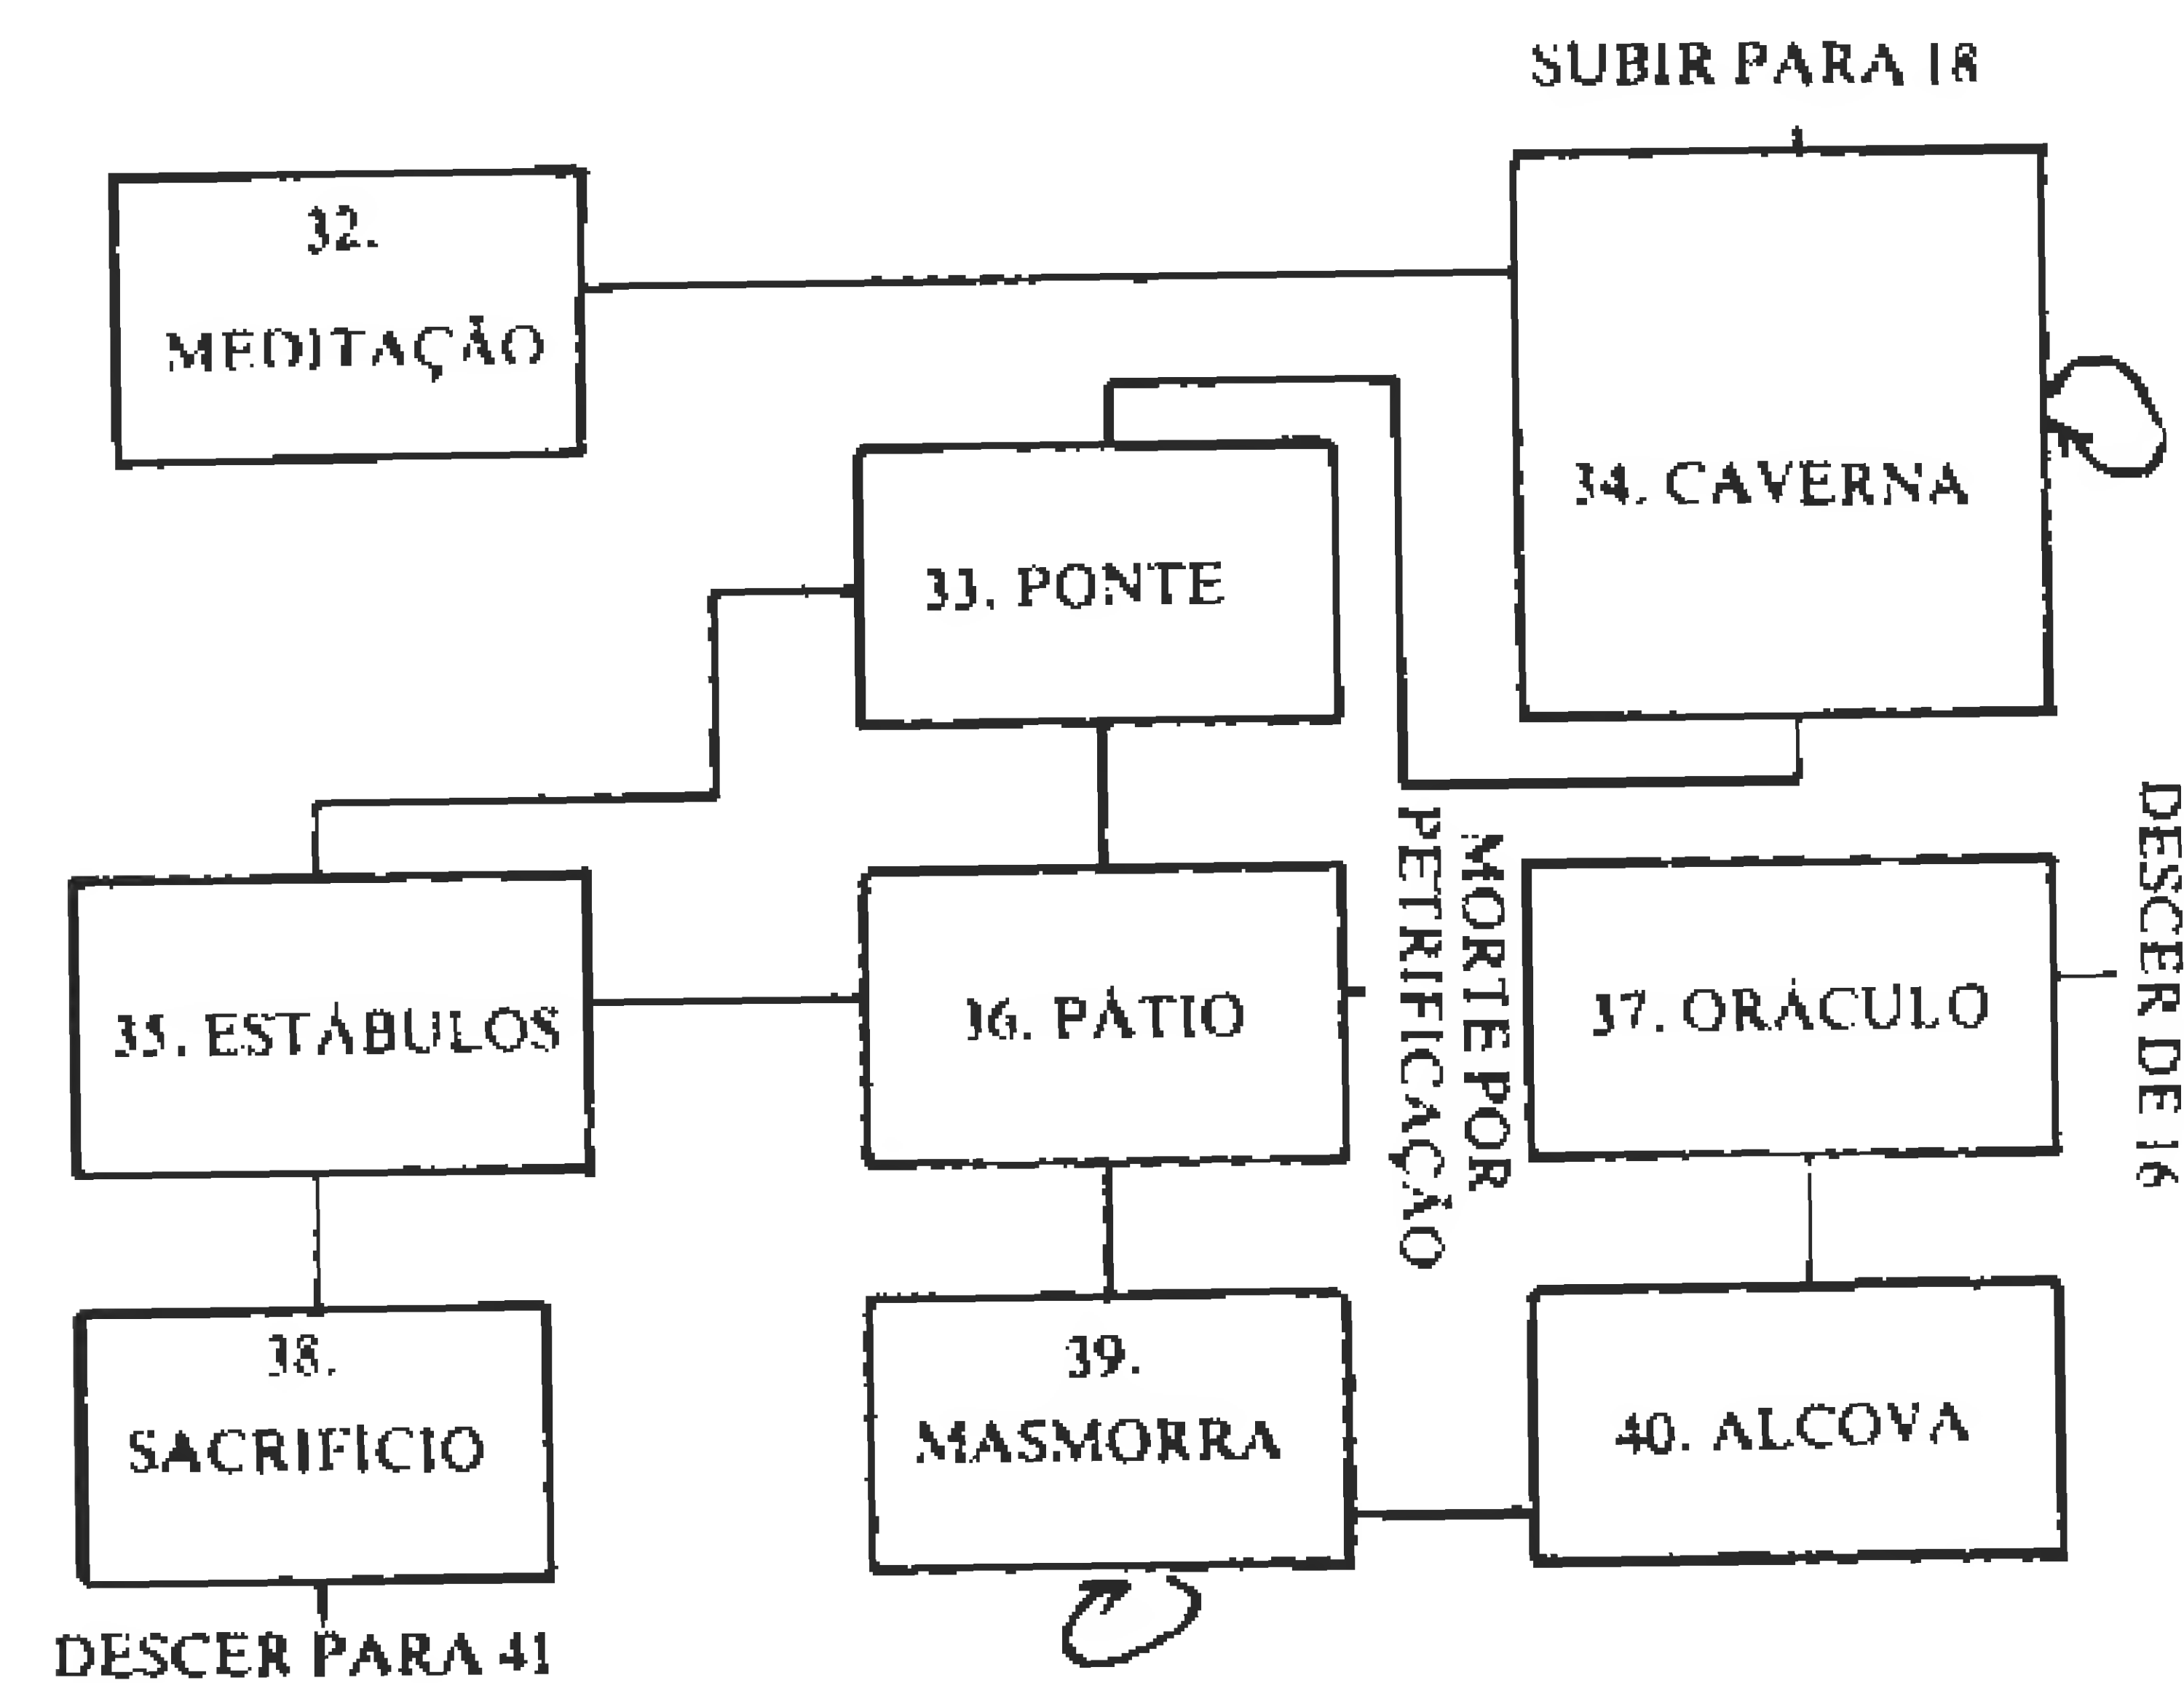 SUBIR PARA 18
32.
MEDITAÇÃO
34. CAVERNA
33. PONTE
MORTE POR
PETRIFICAÇÃO
DESCER DE 16
35. ESTÁBULOS
36. PÁTIO
37. ORÁCULO
38.
SACRIFICIO
39.
MASMORRA
40. ALCOVA
DESCER PARA 41